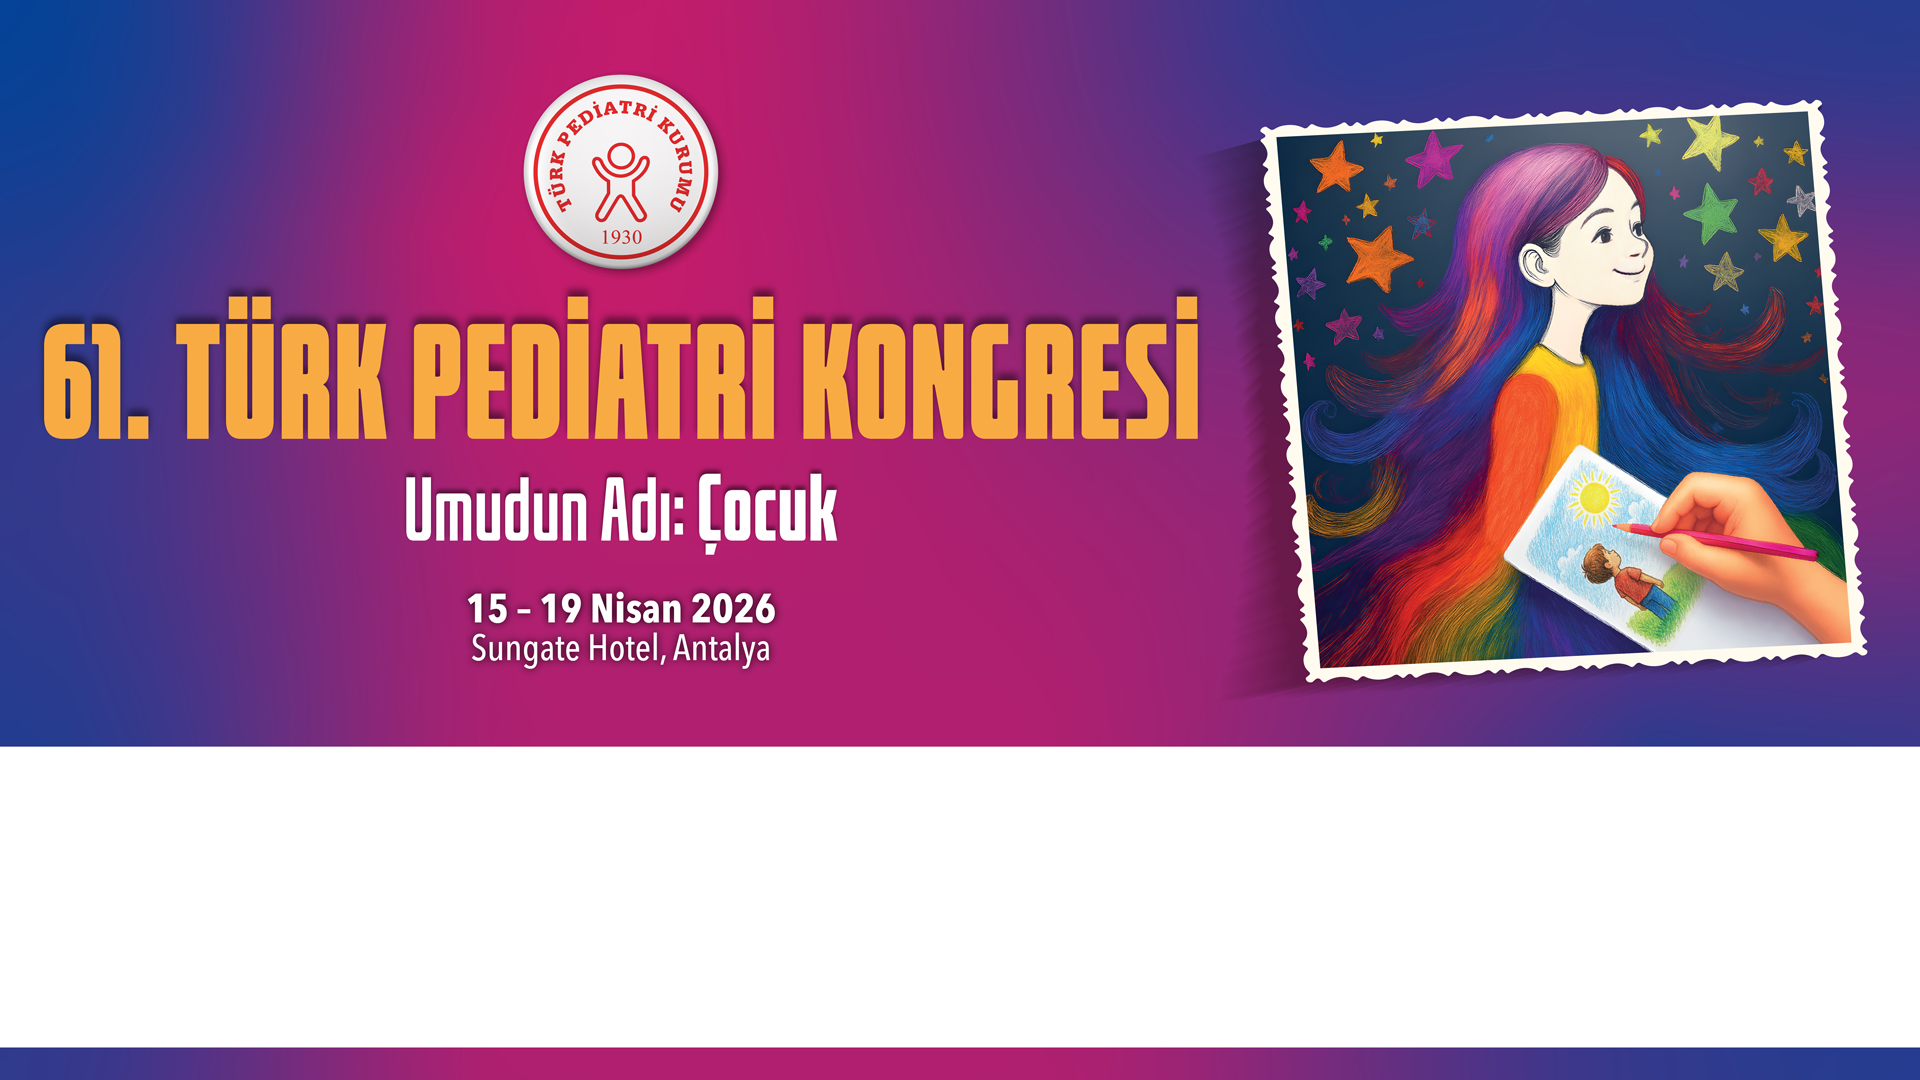 TÜRK PEDİATRİ KURUMU
1930
61. TÜRK PEDİATRİ KONGRESİ
Umudun Adı: Çocuk
15 – 19 Nisan 2026
Sungate Hotel, Antalya